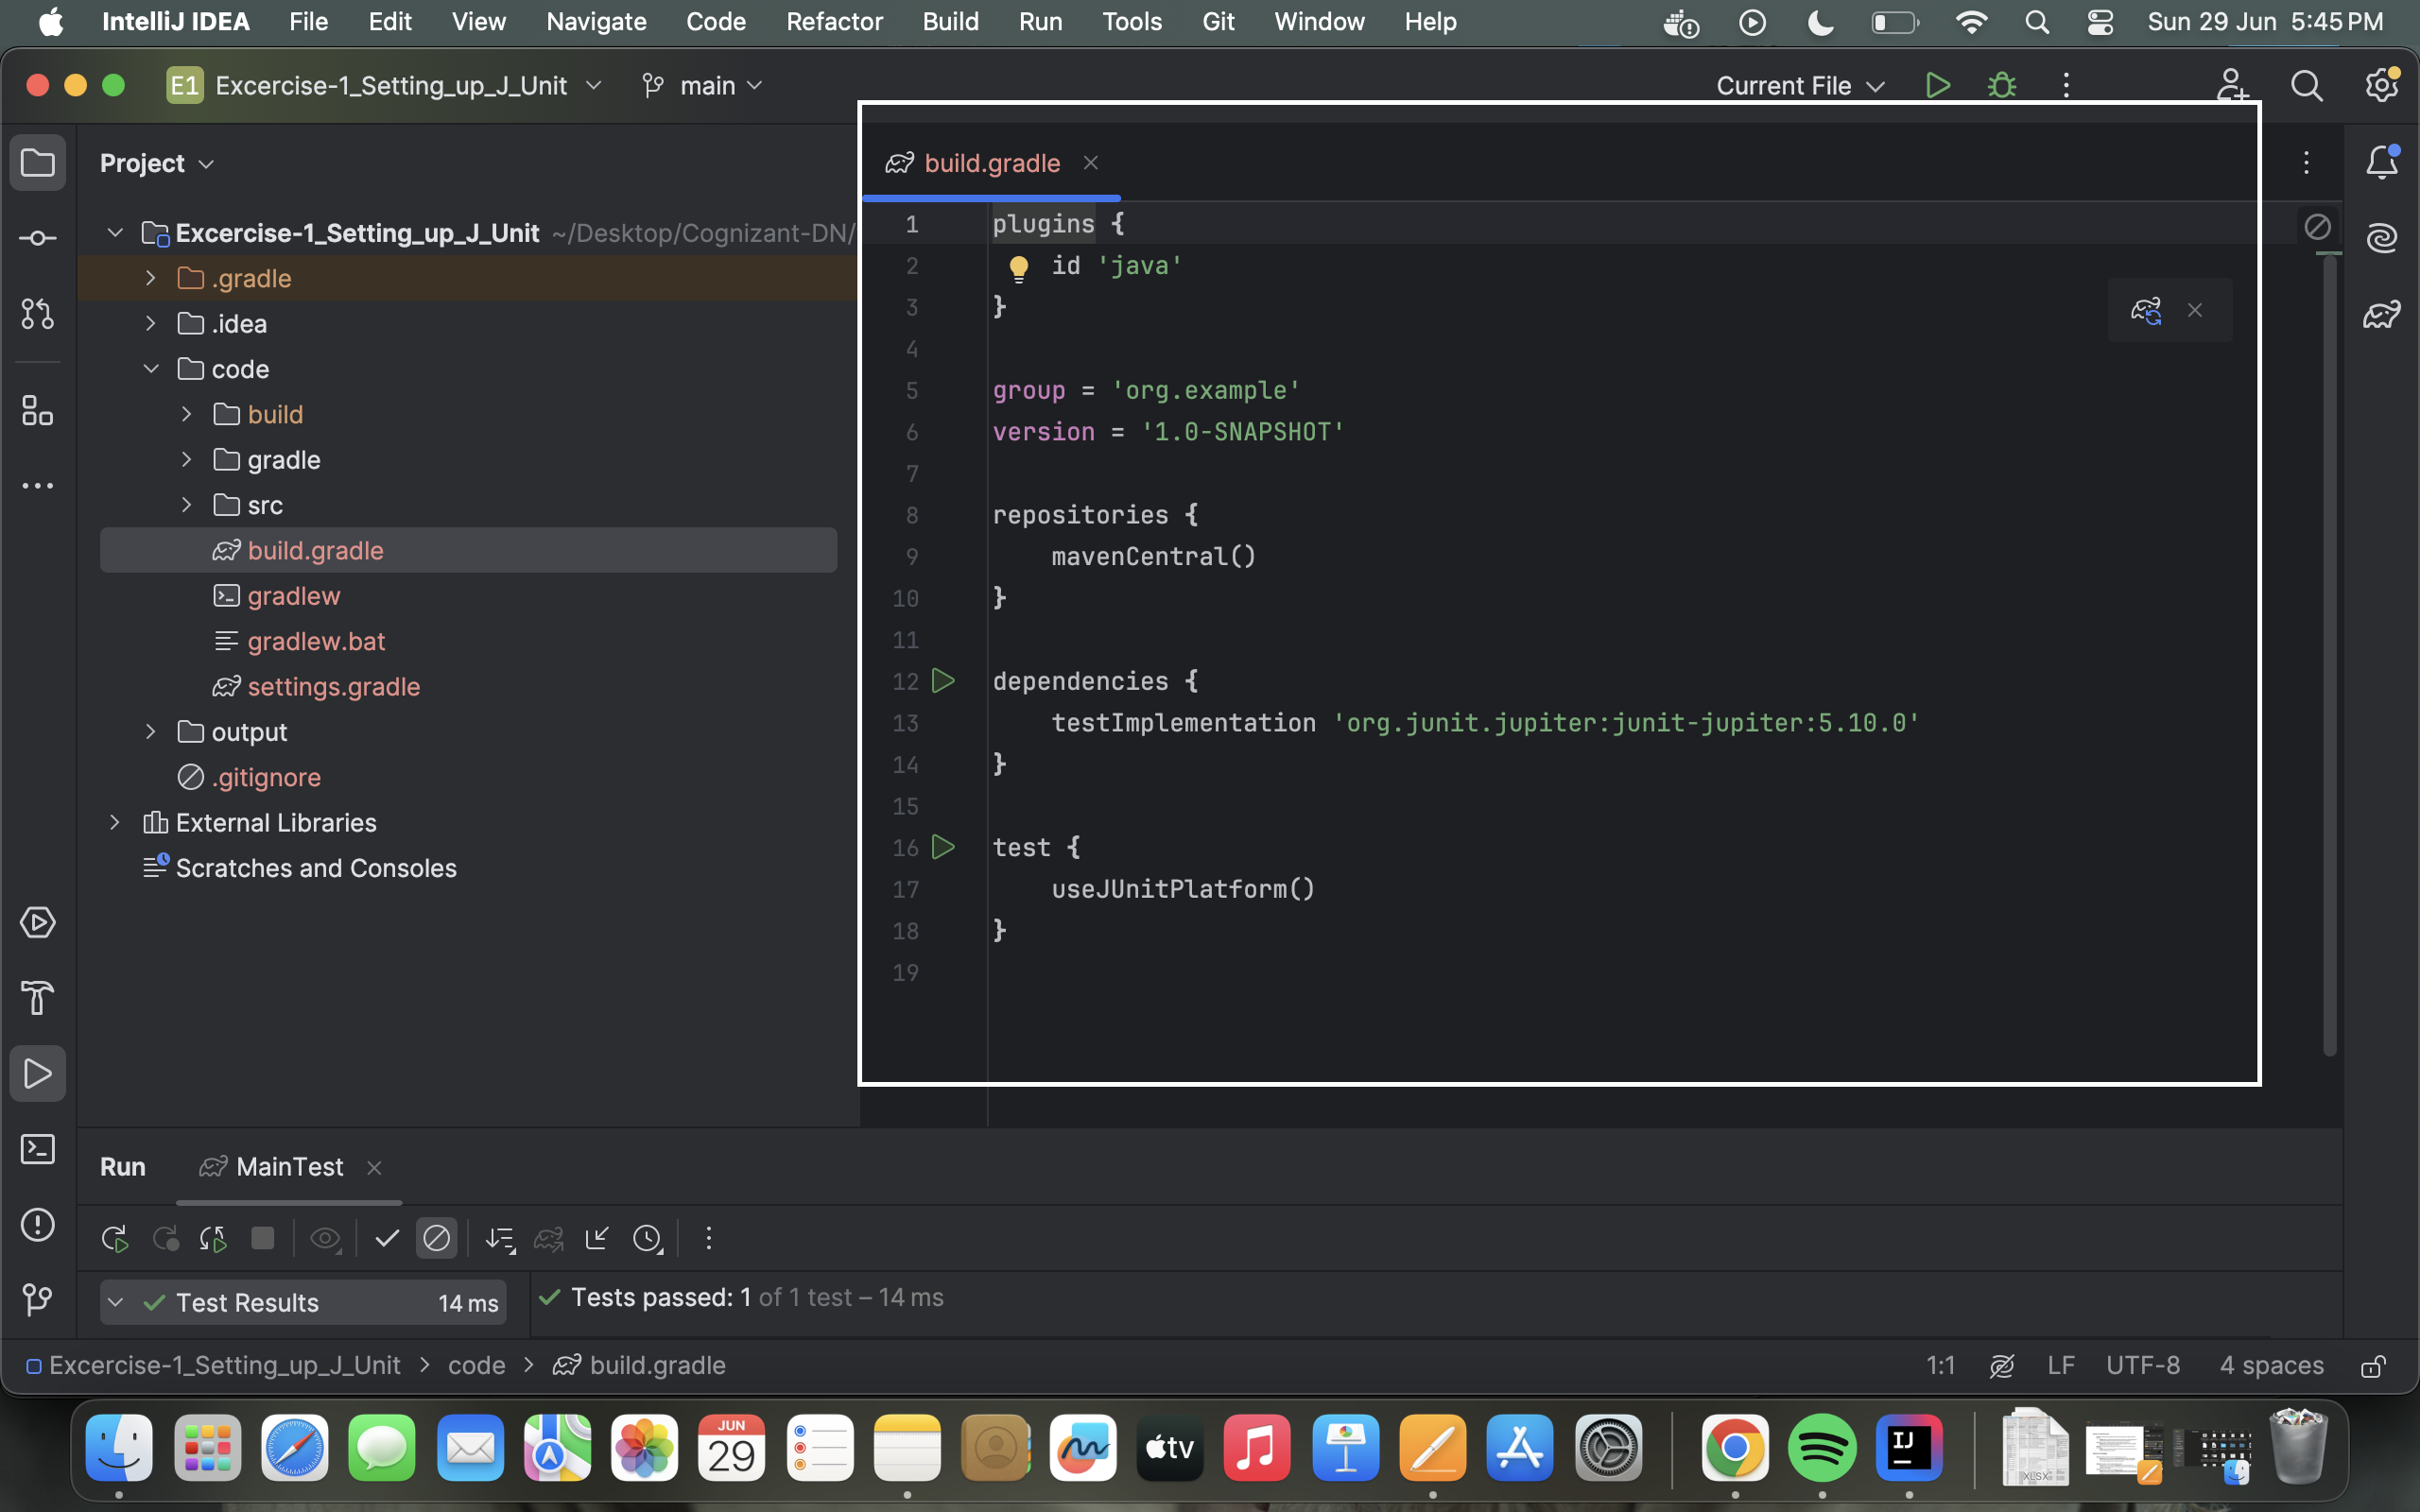 IntelliJ IDEA File Edit View Navigate Code Refactor Build Run Tools Git Window Help Sun 29 Jun 5:45 PM
E1 Excercise-1_Setting_up_J_Unit main Current File
Project
Excercise-1_Setting_up_J_Unit ~/Desktop/Cognizant-DN/
.gradle
.idea
code
build
gradle
src
build.gradle
gradlew
gradlew.bat
settings.gradle
output
.gitignore
External Libraries
Scratches and Consoles
build.gradle
1 plugins {
2 id 'java'
3 }
4
5 group = 'org.example'
6 version = '1.0-SNAPSHOT'
7
8 repositories {
9 mavenCentral()
10 }
11
12 dependencies {
13 testImplementation 'org.junit.jupiter:junit-jupiter:5.10.0'
14 }
15
16 test {
17 useJUnitPlatform()
18 }
19
Run MainTest
Test Results 14 ms
Tests passed: 1 of 1 test – 14 ms
Excercise-1_Setting_up_J_Unit > code > build.gradle 1:1 LF UTF-8 4 spaces
JUN
29
tv
IJ
XLSX